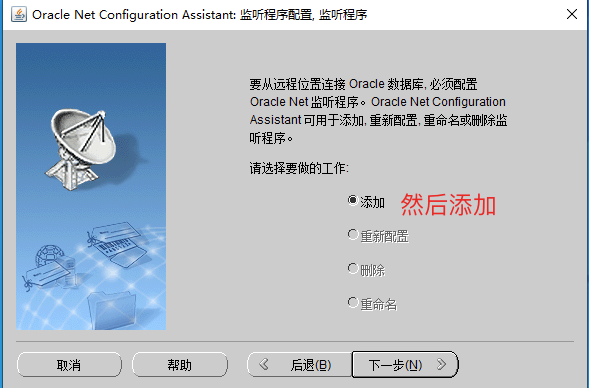 Oracle Net Configuration Assistant: 监听程序配置, 监听程序
要从远程位置连接 Oracle 数据库, 必须配置
Oracle Net 监听程序。Oracle Net Configuration
Assistant 可用于添加, 重新配置, 重命名或删除监
听程序。
请选择要做的工作:
添加 然后添加
重新配置
删除
重命名
取消 帮助 后退(B) 下一步(N)